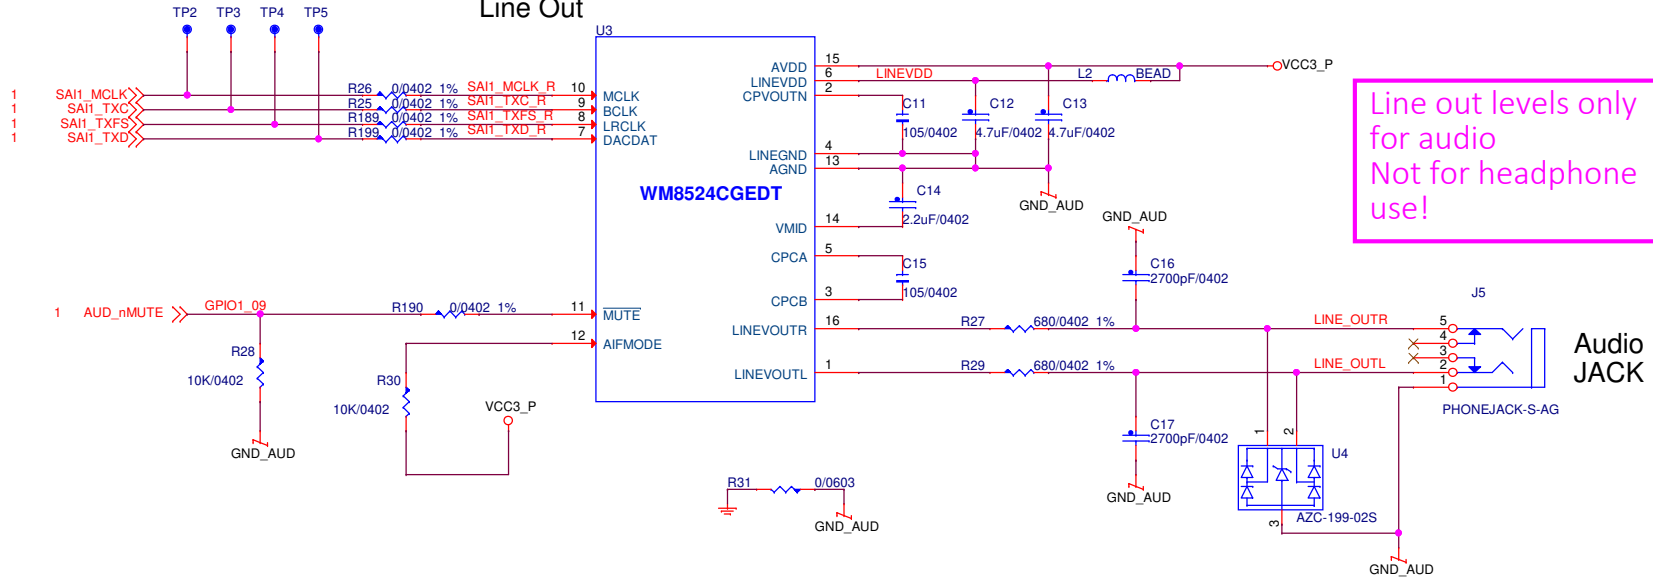 Line Out
TP2 TP3 TP4 TP5
U3
1 SAI1_MCLK R26 0/0402 1% SAI1_MCLK_R 10 MCLK
1 SAI1_TXC R25 0/0402 1% SAI1_TXC_R 9 BCLK
1 SAI1_TXFS R189 0/0402 1% SAI1_TXFS_R 8 LRCLK
1 SAI1_TXD R199 0/0402 1% SAI1_TXD_R 7 DACDAT
AVDD 15 VCC3_P
LINEVDD 6 LINEVDD L2 BEAD
CPVOUTN 2
C11 C12 C13
105/0402 4.7uF/0402 4.7uF/0402
LINEGND 4
AGND 13
WM8524CGEDT
C14
2.2uF/0402
GND_AUD
VMID 14
GND_AUD
CPCA 5
C15
105/0402
C16
2700pF/0402
CPCB 3
Line out levels only
for audio
Not for headphone
use!
1 AUD_nMUTE GPIO1_09 R190 0/0402 1% 11 MUTE
12 AIFMODE
R28
10K/0402
GND_AUD
R30
10K/0402
VCC3_P
LINEVOUTR 16 R27 680/0402 1% LINE_OUTR 5
4
3
LINEVOUTL 1 R29 680/0402 1% LINE_OUTL 2
1
J5
Audio
JACK
PHONEJACK-S-AG
C17
2700pF/0402
GND_AUD
1 2
U4
AZC-199-02S
3
GND_AUD
R31 0/0603
GND_AUD